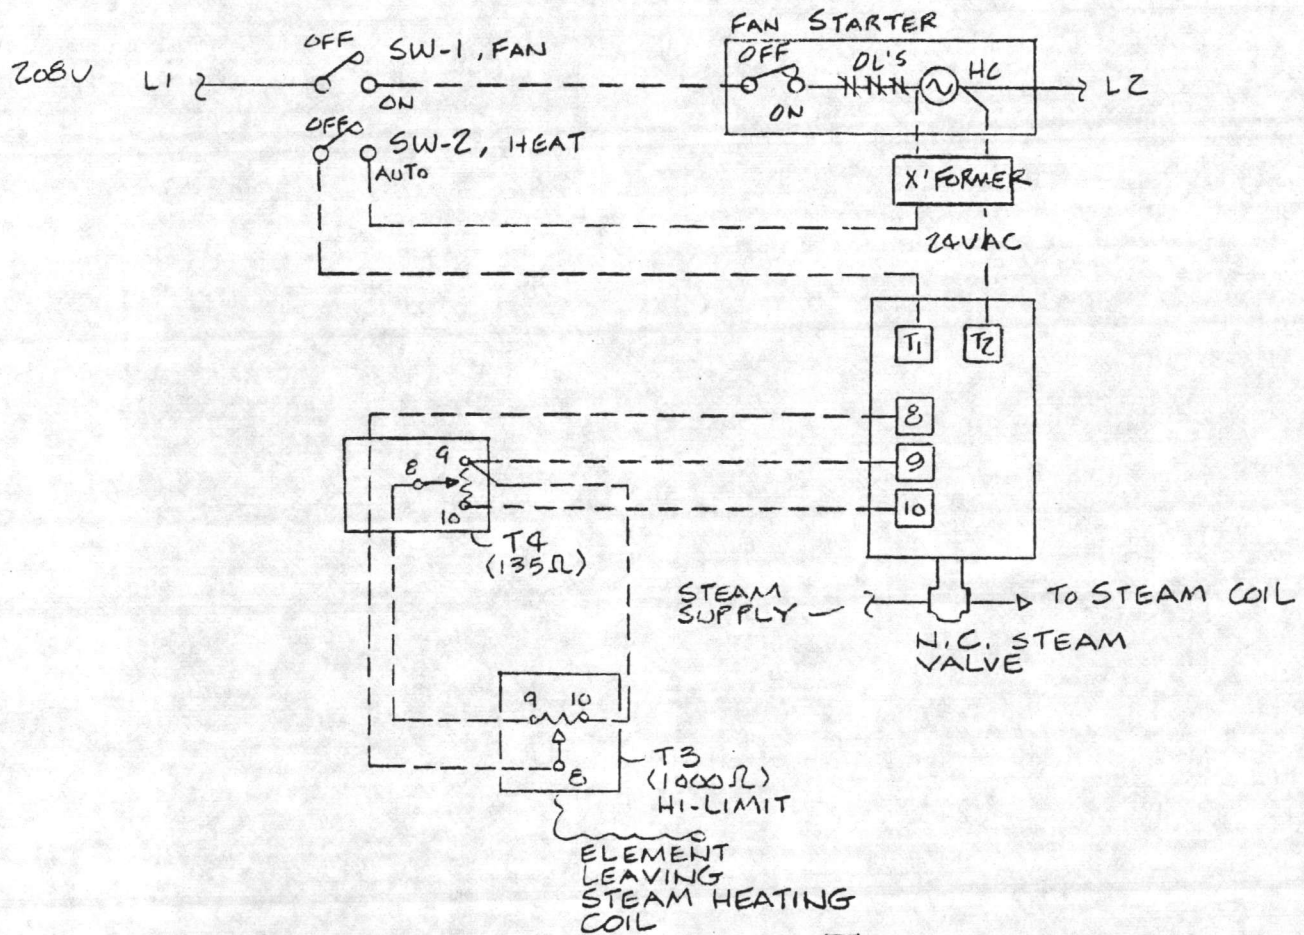 FAN STARTER
OFF
SW-1, FAN
208V
L1
ON
OFF
OL'S
HC
ON
L2
OFF
SW-2, HEAT
AUTO
X'FORMER
24VAC
T1
T2
8
9
10
9
8
10
T4
(135Ω)
STEAM
SUPPLY
TO STEAM COIL
N.C. STEAM
VALVE
9
10
8
T3
(1000Ω)
HI-LIMIT
ELEMENT
LEAVING
STEAM HEATING
COIL